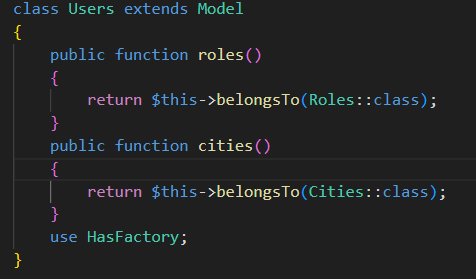 class Users extends Model
{
    public function roles()
    {
        return $this->belongsTo(Roles::class);
    }
    public function cities()
    {
        return $this->belongsTo(Cities::class);
    }
    use HasFactory;
}